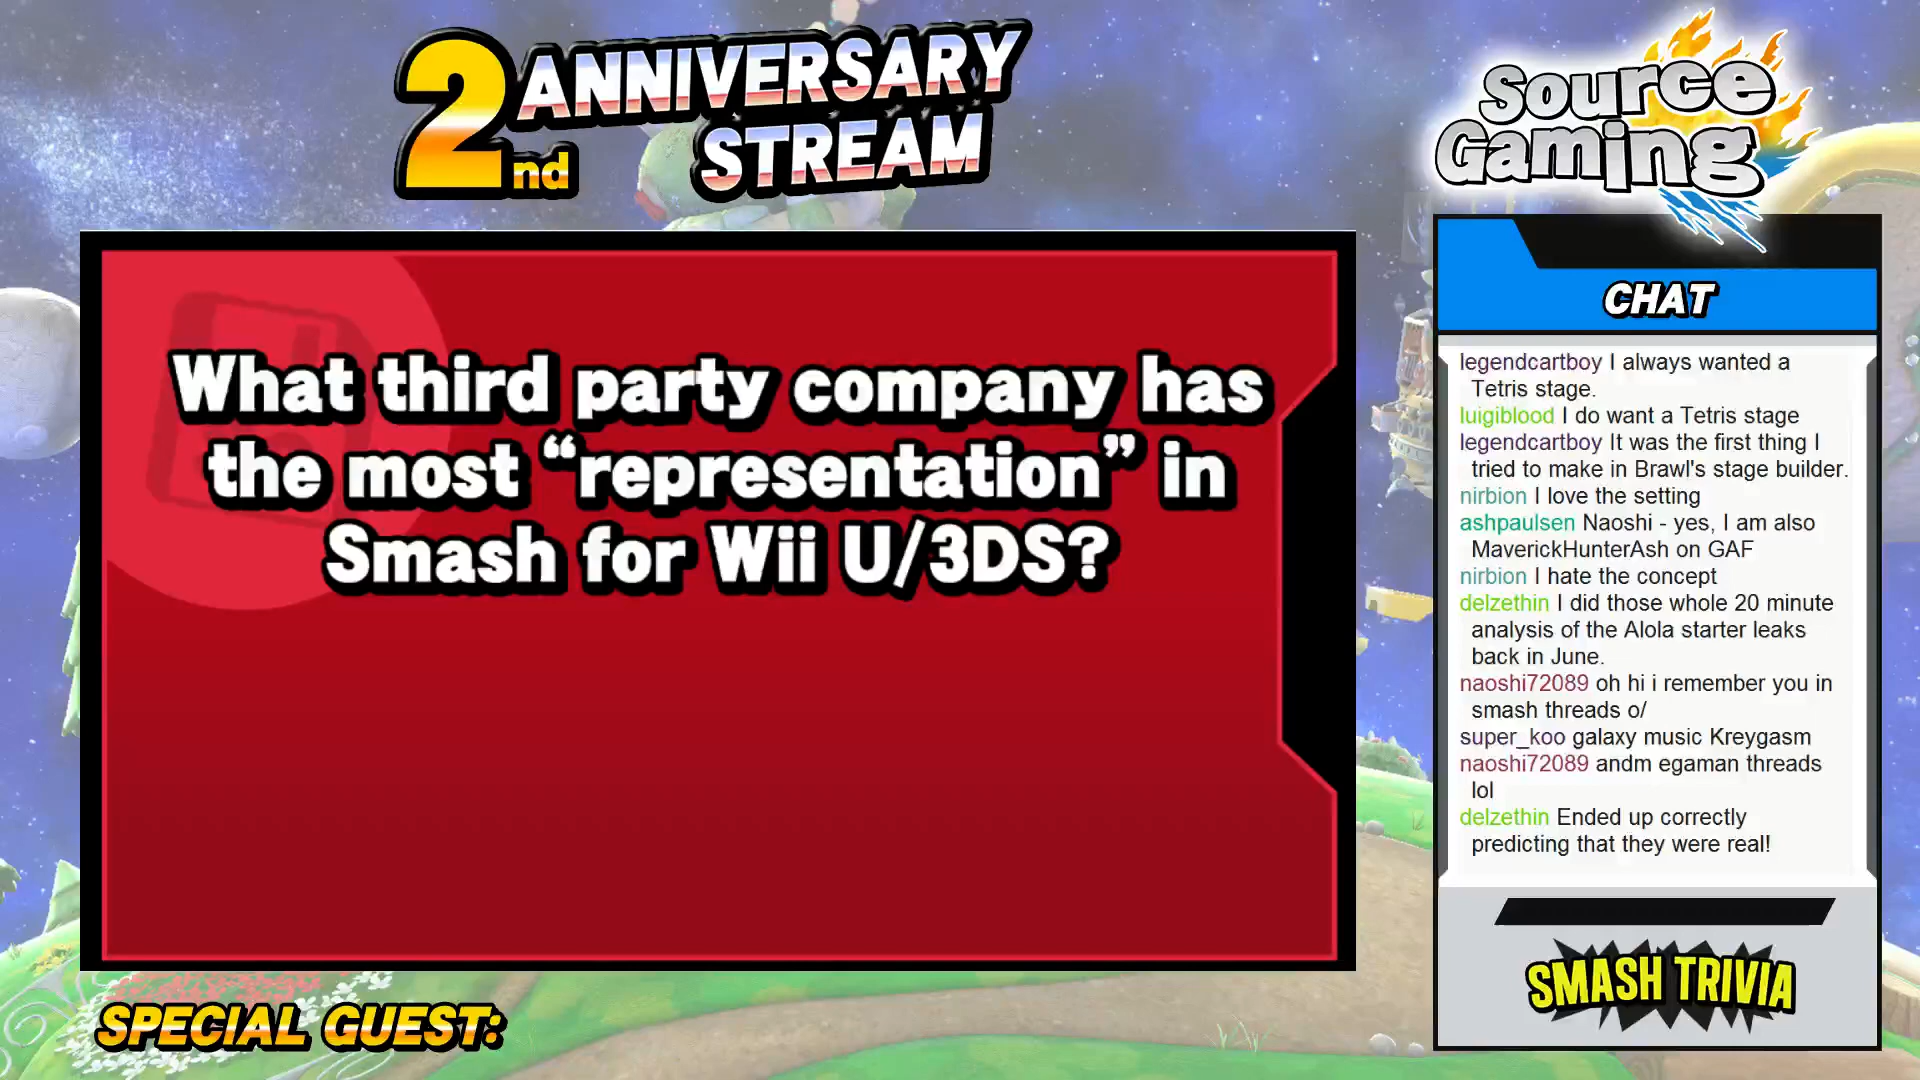 2nd ANNIVERSARY
STREAM
Source
Gaming
What third party company has
the most “representation” in
Smash for Wii U/3DS?
CHAT
legendcartboy I always wanted a
Tetris stage.
luigiblood I do want a Tetris stage
legendcartboy It was the first thing I
tried to make in Brawl's stage builder.
nirbion I love the setting
ashpaulsen Naoshi - yes, I am also
MaverickHunterAsh on GAF
nirbion I hate the concept
delzethin I did those whole 20 minute
analysis of the Alola starter leaks
back in June.
naoshi72089 oh hi i remember you in
smash threads o/
super_koo galaxy music Kreygasm
naoshi72089 andm egaman threads
lol
delzethin Ended up correctly
predicting that they were real!
SMASH TRIVIA
SPECIAL GUEST: